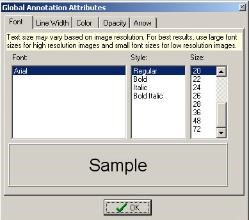 Global Annotation Attributes
Font Line Width Color Opacity Arrow
Text size may vary based on image resolution. For best results, use large font
sizes for high resolution images and small font sizes for low resolution images.
Font: Style: Size:
Arial Regular 20
Bold 22
Italic 24
Bold Italic 26
28
36
48
72
Sample
OK